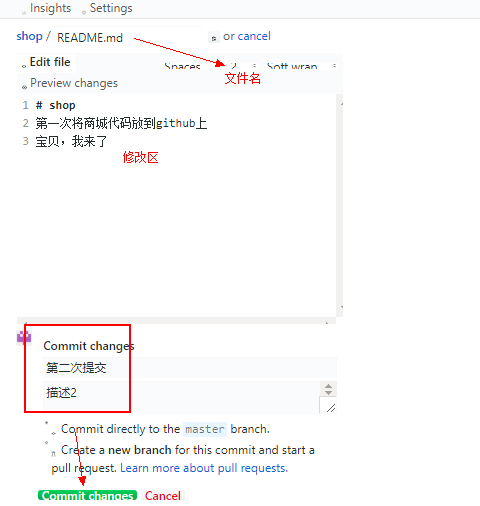 Insights Settings
shop / README.md or cancel
Edit file Spaces 2 Soft wrap
文件名
Preview changes
1 # shop
2 第一次将商城代码放到github上
3 宝贝，我来了
修改区
Commit changes
第二次提交
描述2
Commit directly to the master branch.
Create a new branch for this commit and start a
pull request. Learn more about pull requests.
Commit changes Cancel